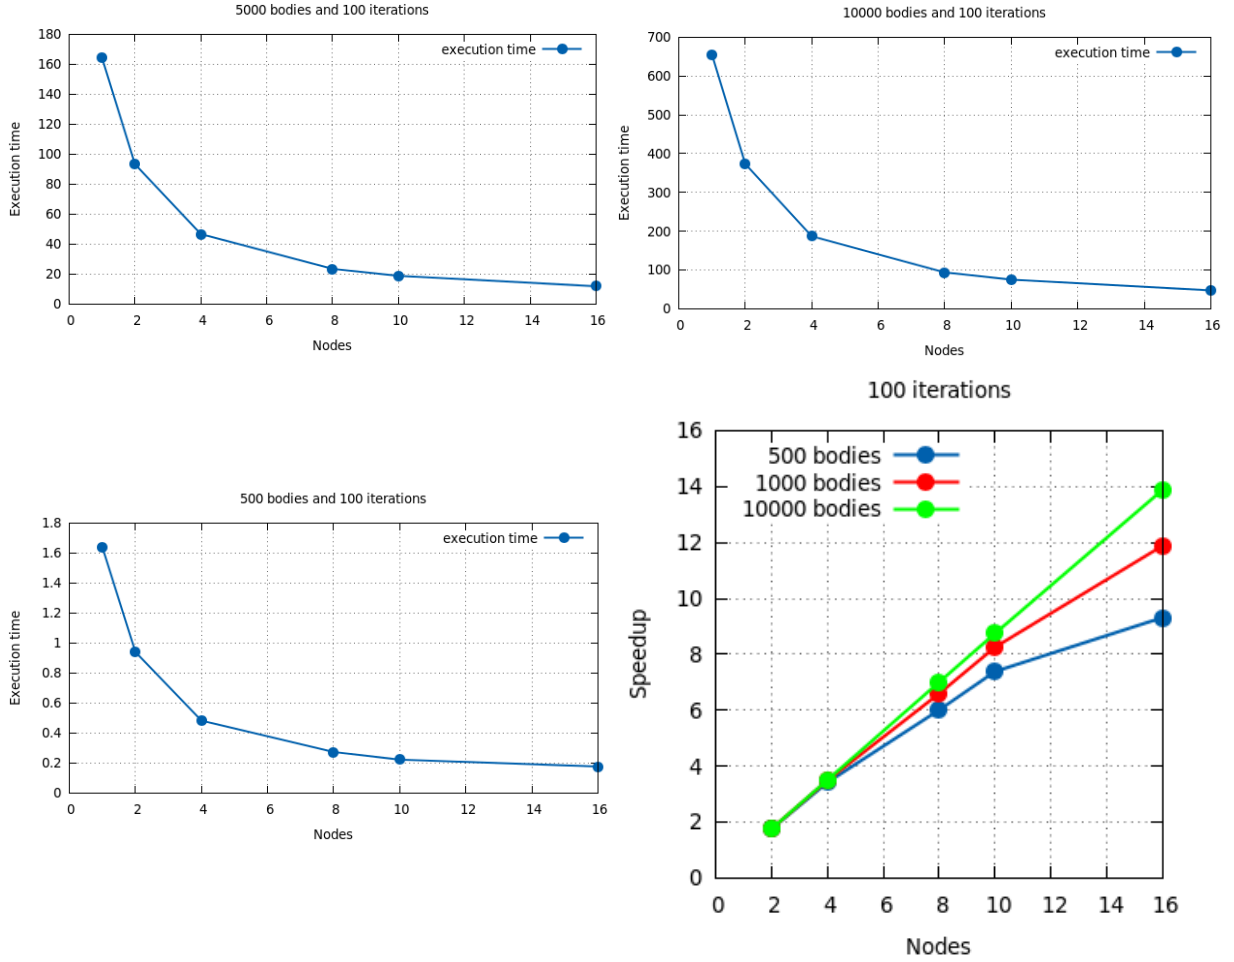 5000 bodies and 100 iterations
180
160
140
120
100
80
60
40
20
0
Execution time
execution time
0 2 4 6 8 10 12 14 16
Nodes
10000 bodies and 100 iterations
700
600
500
400
300
200
100
0
Execution time
execution time
0 2 4 6 8 10 12 14 16
Nodes
500 bodies and 100 iterations
1.8
1.6
1.4
1.2
1
0.8
0.6
0.4
0.2
0
Execution time
execution time
0 2 4 6 8 10 12 14 16
Nodes
100 iterations
16
14
12
10
8
6
4
2
0
Speedup
500 bodies
1000 bodies
10000 bodies
0 2 4 6 8 10 12 14 16
Nodes